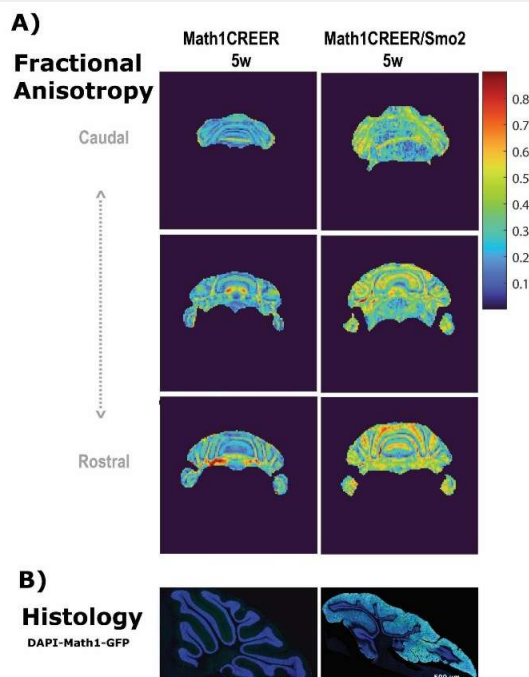 A)
Math1CREER
5w
Math1CREER/Smo2
5w
Fractional
Anisotropy
Caudal
Rostral
0.8
0.7
0.6
0.5
0.4
0.3
0.2
0.1
B)
Histology
DAPI-Math1-GFP